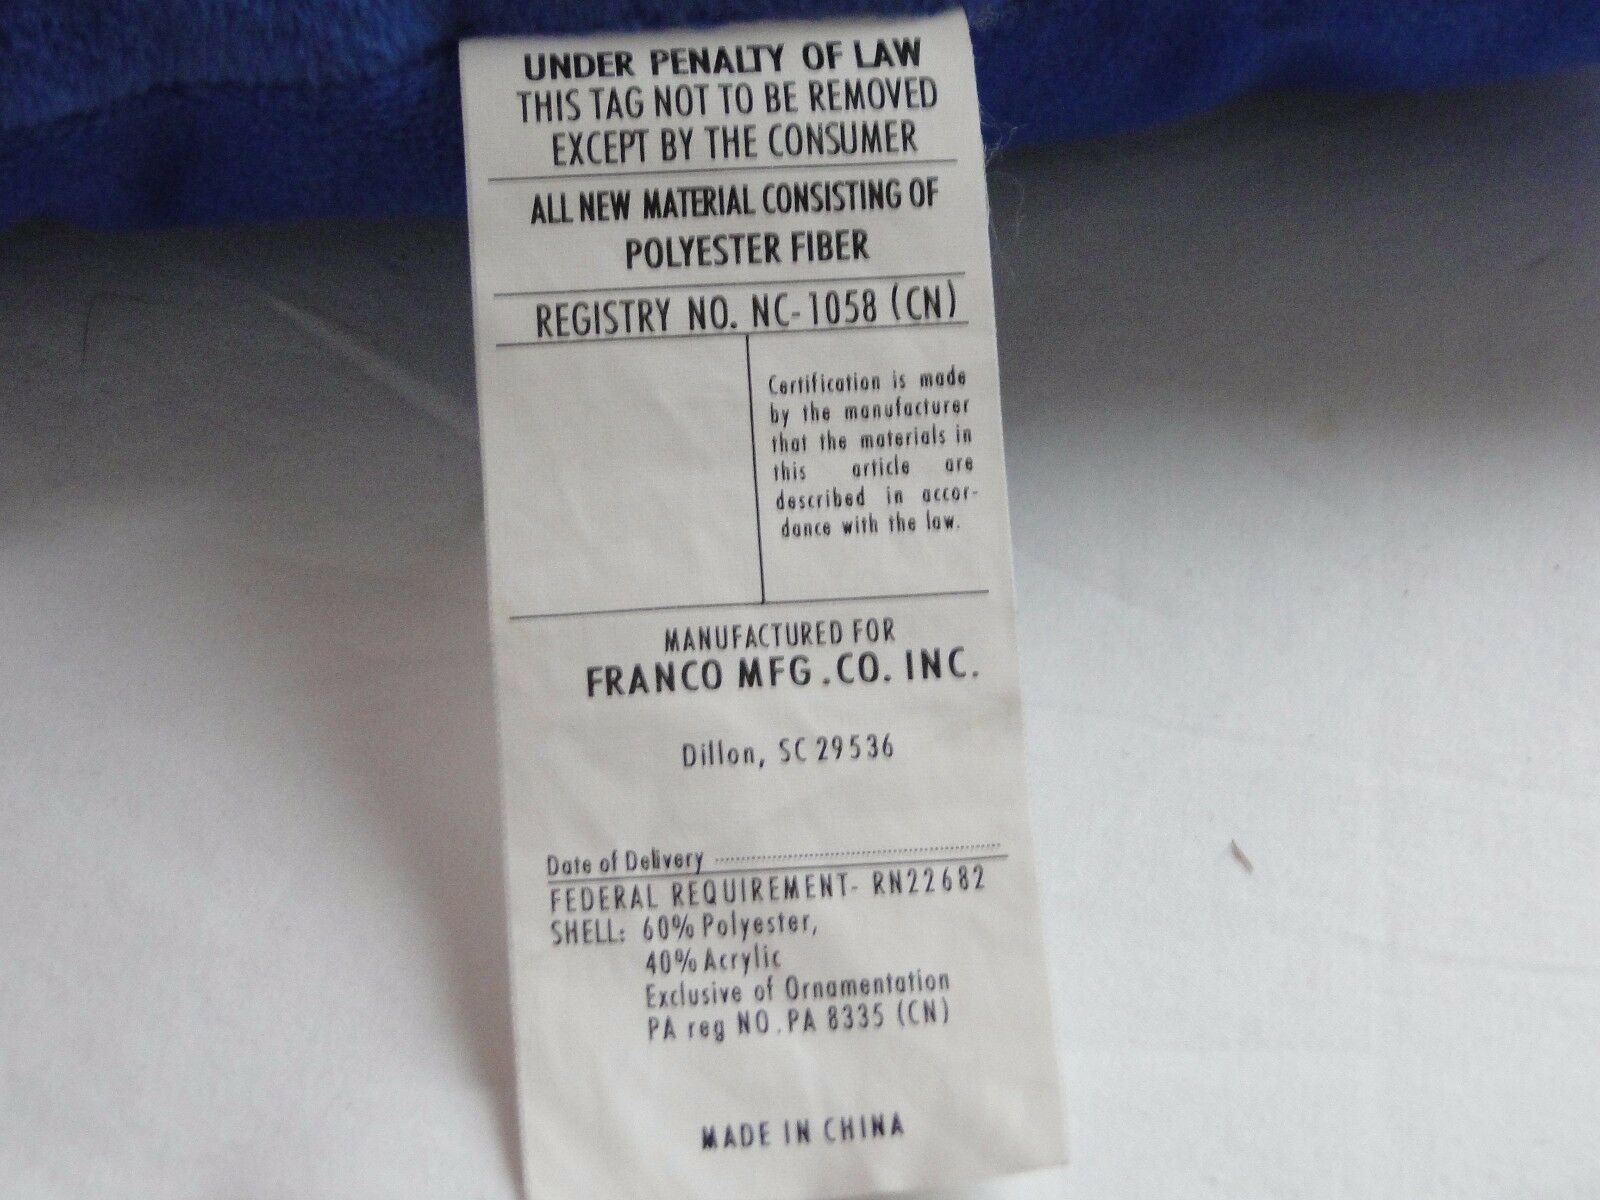 UNDER PENALTY OF LAW
THIS TAG NOT TO BE REMOVED
EXCEPT BY THE CONSUMER
ALL NEW MATERIAL CONSISTING OF
POLYESTER FIBER
REGISTRY NO. NC-1058 (CN)
Certification is made
by the manufacturer
that the materials in
this article are
described in accor-
dance with the law.
MANUFACTURED FOR
FRANCO MFG.CO. INC.
Dillon, SC 29536
Date of Delivery
FEDERAL REQUIREMENT- RN22682
SHELL: 60% Polyester,
40% Acrylic
Exclusive of Ornamentation
PA reg NO.PA 8335 (CN)
MADE IN CHINA